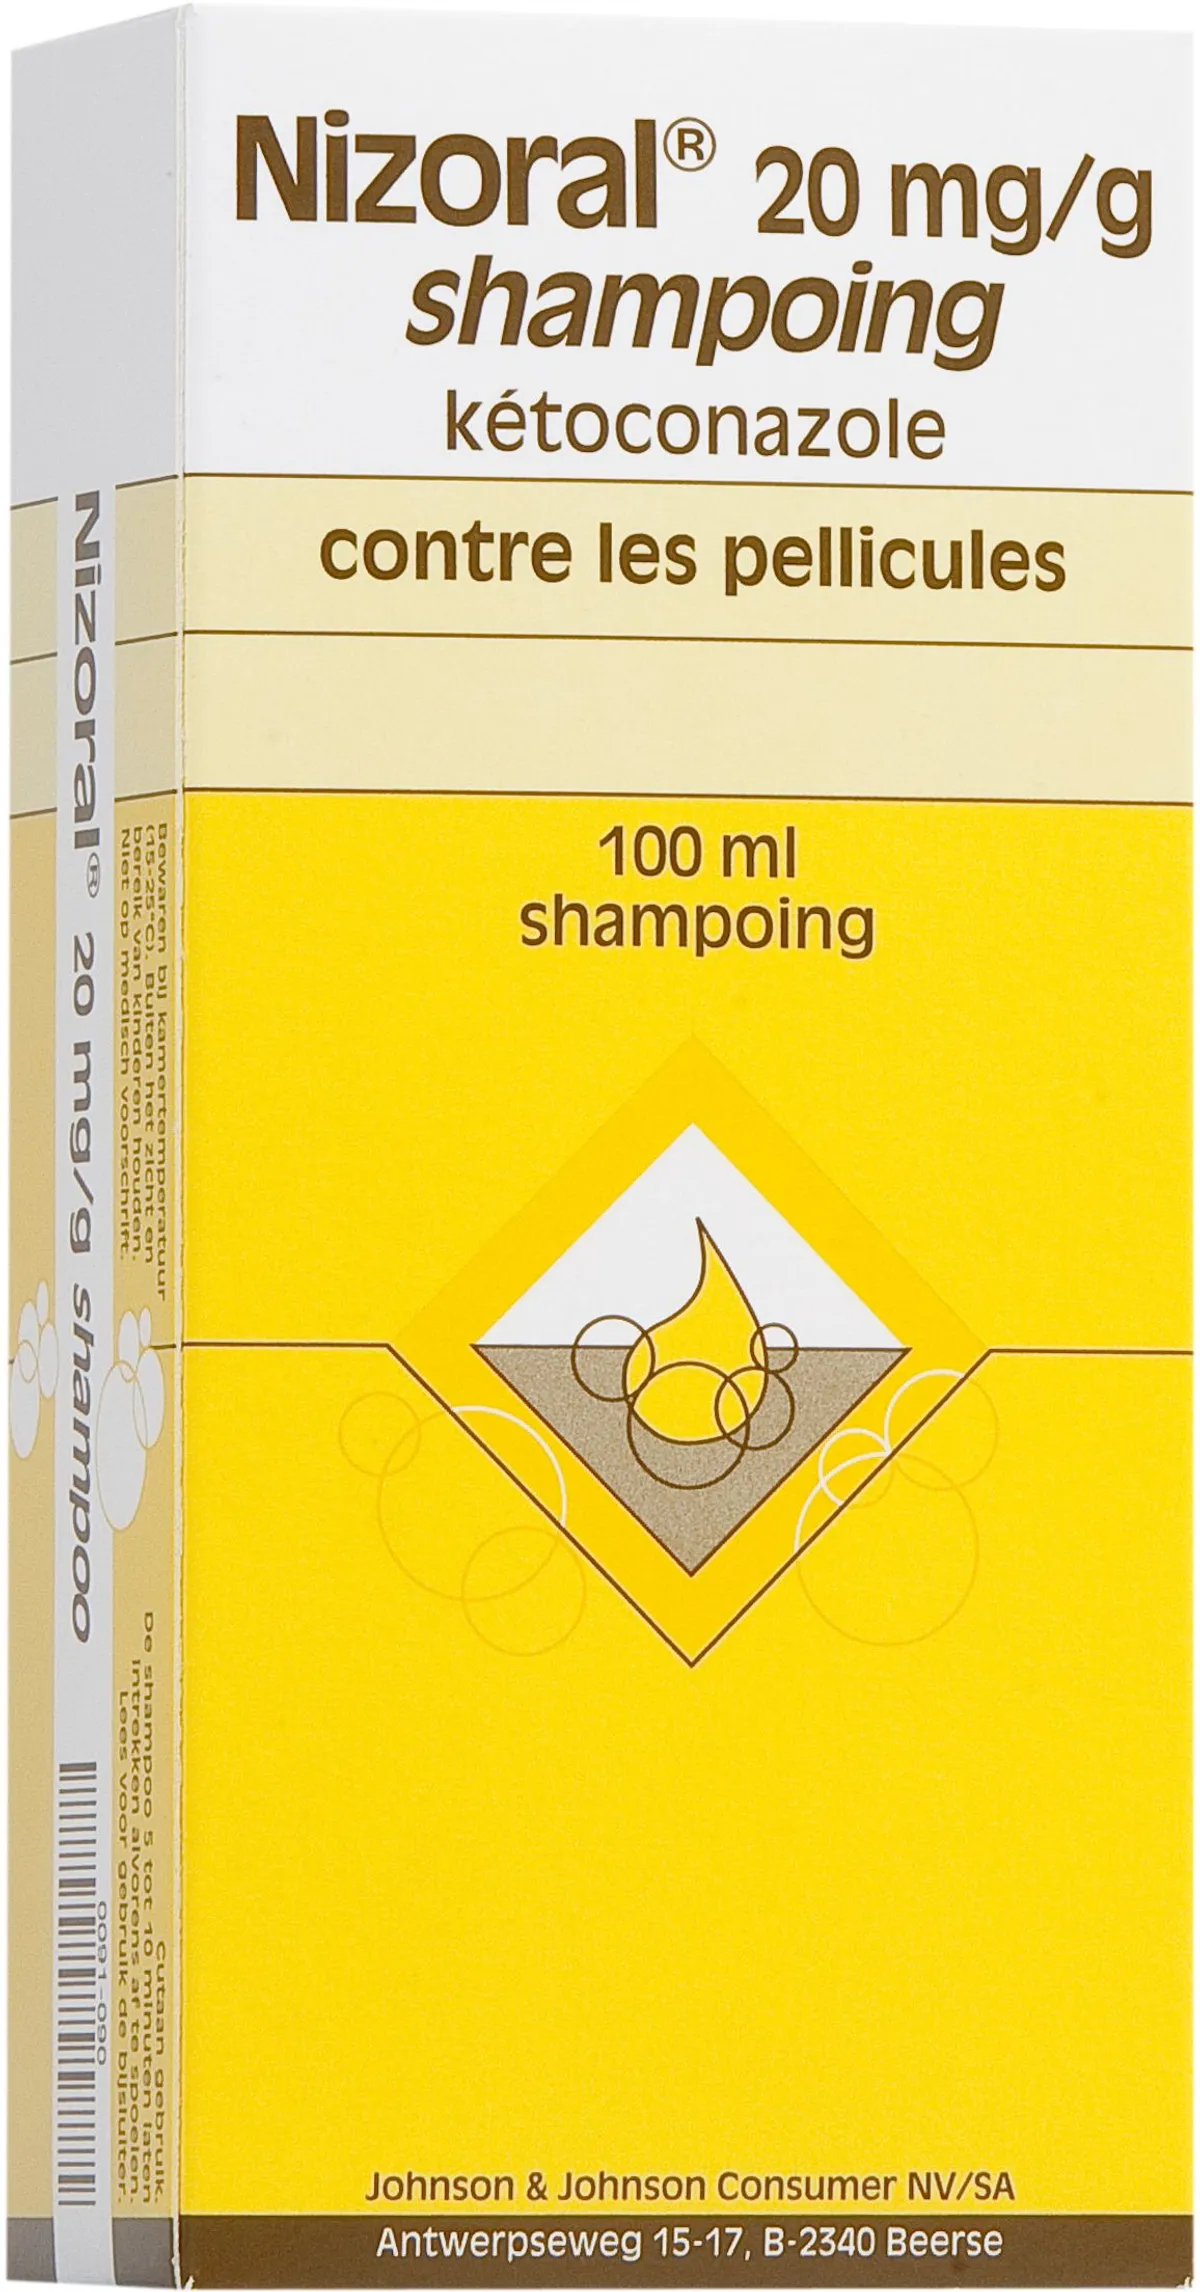 Nizoral® 20 mg/g
shampoing
kétoconazole
contre les pellicules
100 ml
shampoing
Johnson & Johnson Consumer NV/SA
Antwerpseweg 15-17, B-2340 Beerse
Nizoral® 20 mg/g shampoo
Bewaren bij kamertemperatuur
(15-25°C). Buiten het zicht en
bereik van kinderen houden.
Niet op medisch voorschrift.
Cutaan gebruik.
De shampoo 5 tot 10 minuten laten
intrekken alvorens af te spoelen.
Lees voor gebruik de bijsluiter.
0091-090